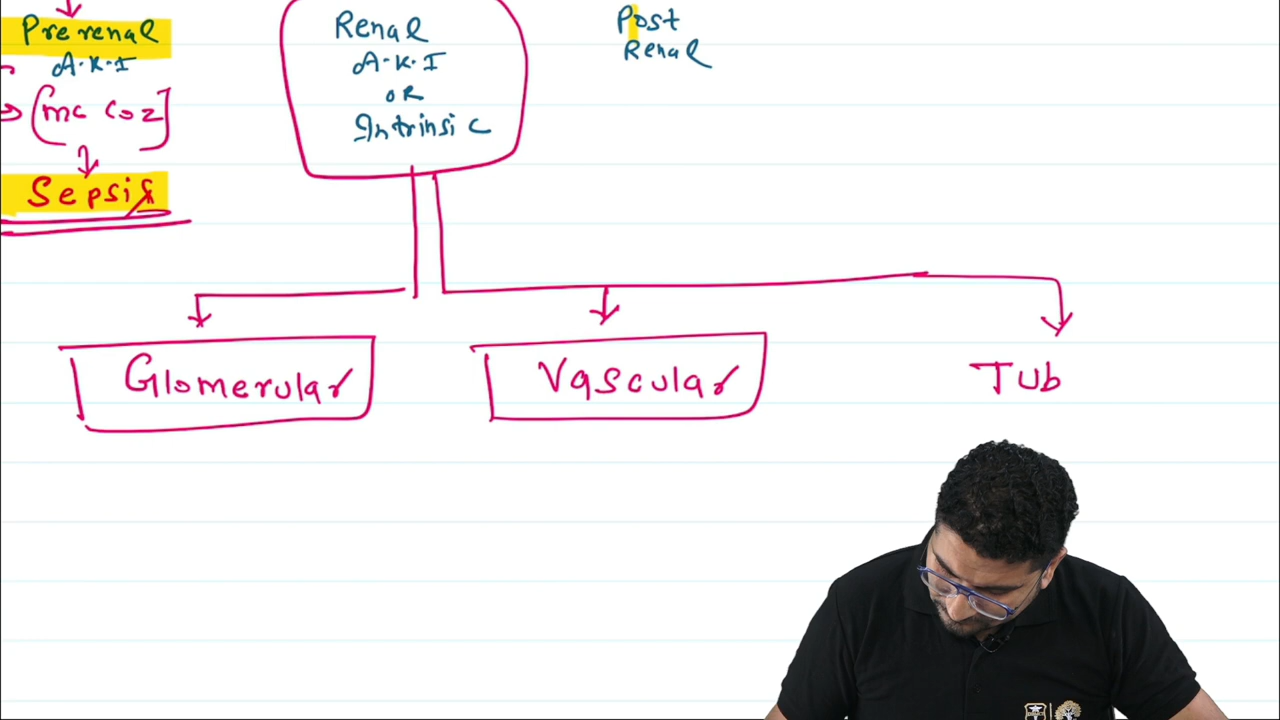 Prerenal
A.K.I
[mc coz]
Sepsis
Renal
A.K.I
OR
Intrinsic
Post
Renal
Glomerular
Vascular
Tub